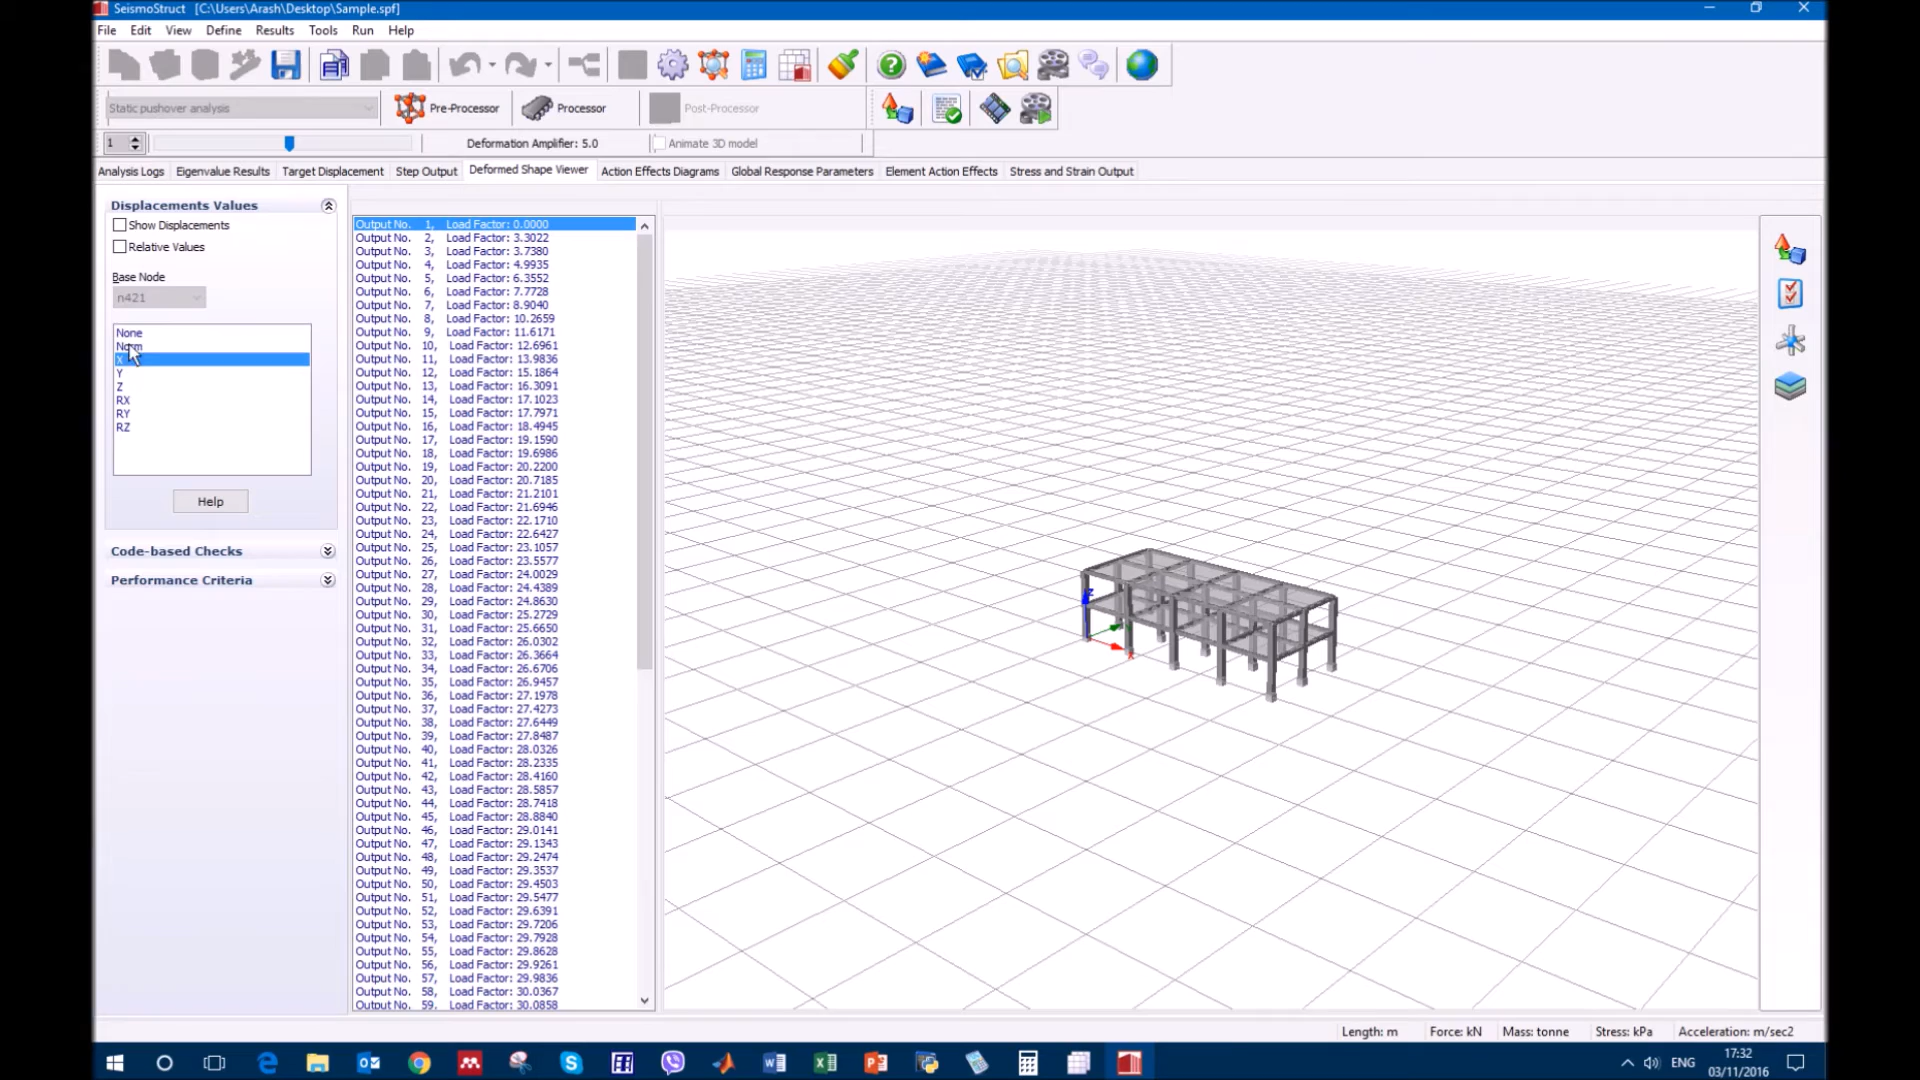 SeismoStruct [C:\Users\Arash\Desktop\Sample.spf]
File Edit View Define Results Tools Run Help
Static pushover analysis Pre-Processor Processor Post-Processor
1 Deformation Amplifier: 5.0 Animate 3D model
Analysis Logs Eigenvalue Results Target Displacement Step Output Deformed Shape Viewer Action Effects Diagrams Global Response Parameters Element Action Effects Stress and Strain Output
Displacements Values
Show Displacements
Relative Values
Base Node
n421
None
Norm
X
Y
Z
RX
RY
RZ
Help
Code-based Checks
Performance Criteria
Output No. 1, Load Factor: 0.0000
Output No. 2, Load Factor: 3.3022
Output No. 3, Load Factor: 3.7380
Output No. 4, Load Factor: 4.9935
Output No. 5, Load Factor: 6.3552
Output No. 6, Load Factor: 7.7728
Output No. 7, Load Factor: 8.9040
Output No. 8, Load Factor: 10.2659
Output No. 9, Load Factor: 11.6171
Output No. 10, Load Factor: 12.6961
Output No. 11, Load Factor: 13.9836
Output No. 12, Load Factor: 15.1864
Output No. 13, Load Factor: 16.3091
Output No. 14, Load Factor: 17.1023
Output No. 15, Load Factor: 17.7971
Output No. 16, Load Factor: 18.4945
Output No. 17, Load Factor: 19.1590
Output No. 18, Load Factor: 19.6986
Output No. 19, Load Factor: 20.2200
Output No. 20, Load Factor: 20.7185
Output No. 21, Load Factor: 21.2101
Output No. 22, Load Factor: 21.6946
Output No. 23, Load Factor: 22.1710
Output No. 24, Load Factor: 22.6427
Output No. 25, Load Factor: 23.1057
Output No. 26, Load Factor: 23.5577
Output No. 27, Load Factor: 24.0029
Output No. 28, Load Factor: 24.4389
Output No. 29, Load Factor: 24.8630
Output No. 30, Load Factor: 25.2729
Output No. 31, Load Factor: 25.6650
Output No. 32, Load Factor: 26.0302
Output No. 33, Load Factor: 26.3664
Output No. 34, Load Factor: 26.6706
Output No. 35, Load Factor: 26.9457
Output No. 36, Load Factor: 27.1978
Output No. 37, Load Factor: 27.4273
Output No. 38, Load Factor: 27.6449
Output No. 39, Load Factor: 27.8487
Output No. 40, Load Factor: 28.0326
Output No. 41, Load Factor: 28.2335
Output No. 42, Load Factor: 28.4160
Output No. 43, Load Factor: 28.5857
Output No. 44, Load Factor: 28.7418
Output No. 45, Load Factor: 28.8840
Output No. 46, Load Factor: 29.0141
Output No. 47, Load Factor: 29.1343
Output No. 48, Load Factor: 29.2474
Output No. 49, Load Factor: 29.3537
Output No. 50, Load Factor: 29.4503
Output No. 51, Load Factor: 29.5477
Output No. 52, Load Factor: 29.6391
Output No. 53, Load Factor: 29.7206
Output No. 54, Load Factor: 29.7928
Output No. 55, Load Factor: 29.8628
Output No. 56, Load Factor: 29.9261
Output No. 57, Load Factor: 29.9836
Output No. 58, Load Factor: 30.0367
Output No. 59, Load Factor: 30.0858
Z
X
Length: m Force: kN Mass: tonne Stress: kPa Acceleration: m/sec2
ENG
17:32
03/11/2016